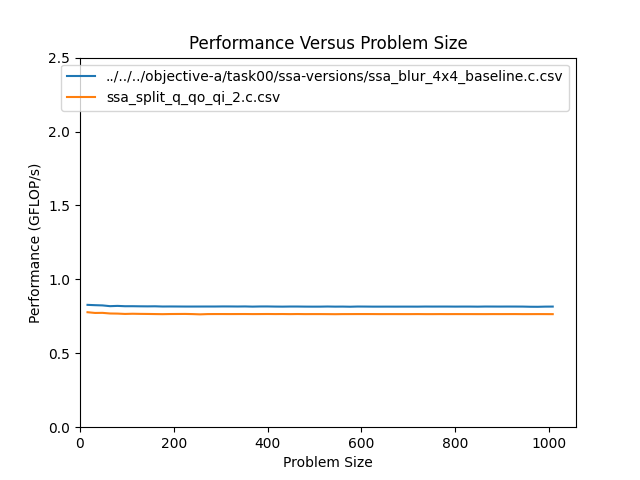 Performance Versus Problem Size
2.5
../../../objective-a/task00/ssa-versions/ssa_blur_4x4_baseline.c.csv
ssa_split_q_qo_qi_2.c.csv
2.0
1.5
1.0
0.5
0.0
Performance (GFLOP/s)
0 200 400 600 800 1000
Problem Size